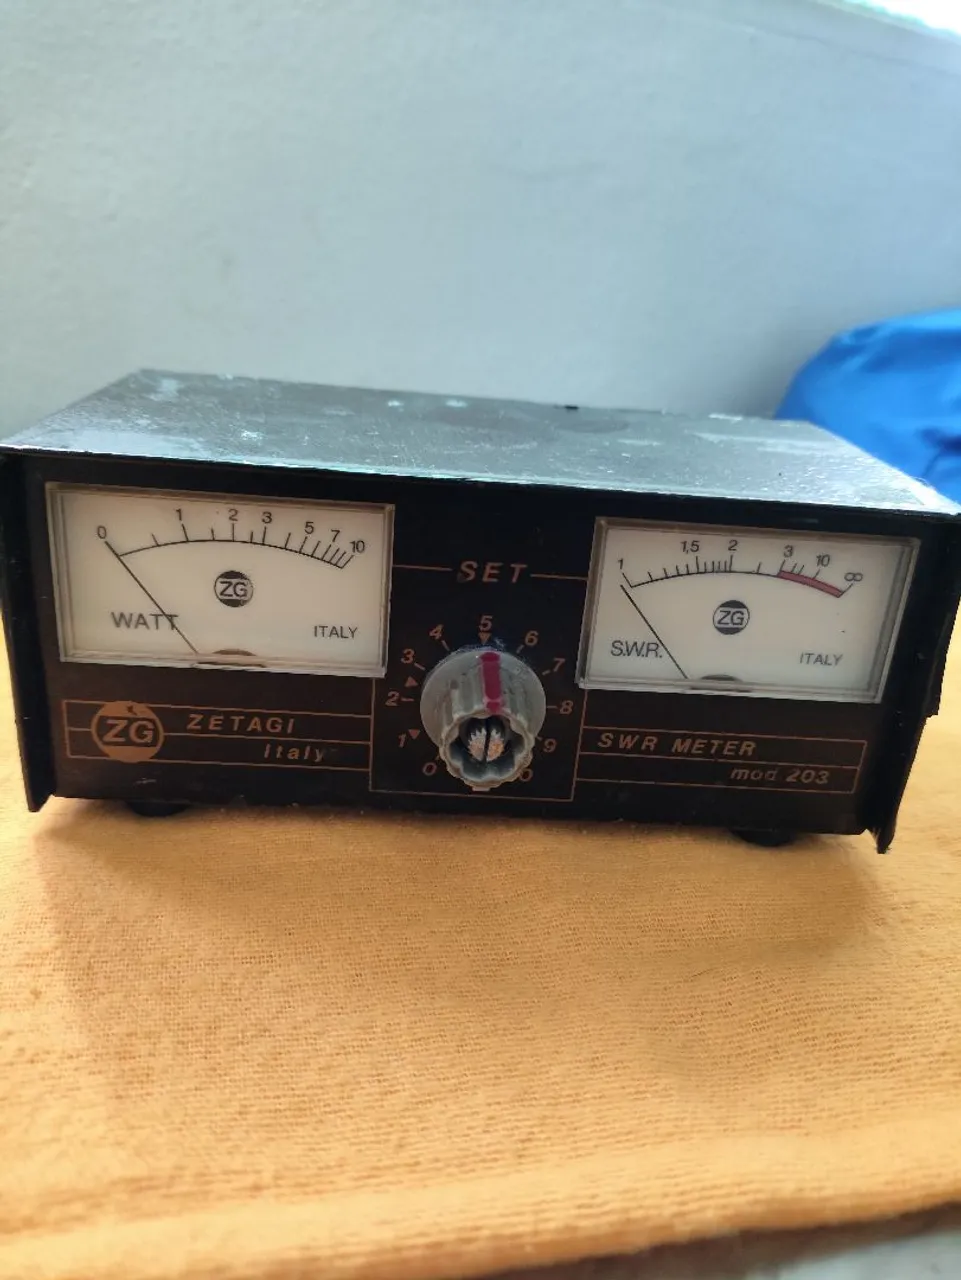 0 1 2 3 5 7 10
ZG
WATT
ITALY
SET
0 1 2 3 4 5 6 7 8 9 0
1 1,5 2 3 10 ∞
ZG
S.W.R.
ITALY
ZG ZETAGI
Italy
SWR METER
mod 203